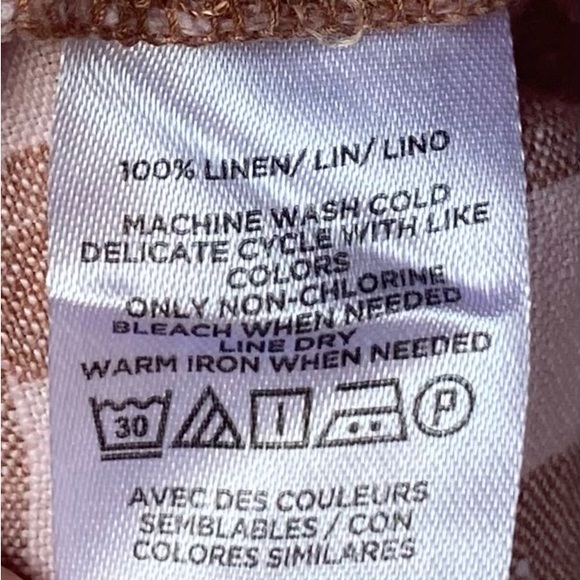 100% LINEN/ LIN/ LINO
MACHINE WASH COLD
DELICATE CYCLE WITH LIKE
COLORS
ONLY NON-CHLORINE
BLEACH WHEN NEEDED
LINE DRY
WARM IRON WHEN NEEDED
30 P
AVEC DES COULEURS
SEMBLABLES / CON
COLORES SIMILARES